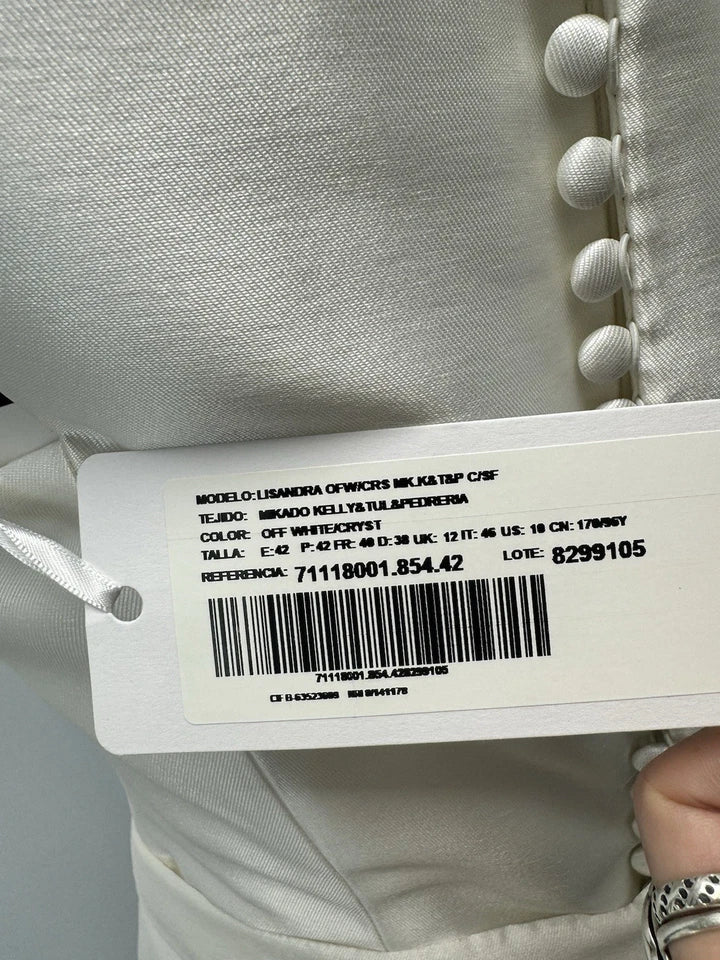 MODELO: LISANDRA OFW/CRS MK.K&T&P C/SF
TEJIDO: MIKADO KELLY&TUL&PEDRERIA
COLOR: OFF WHITE/CRYST
TALLA: E:42 P:42 FR: 40 D:38 UK: 12 IT: 46 US: 10 CN: 170/96Y
REFERENCIA: 71118001.854.42 LOTE: 8299105
71118001.854.428299105
CIF B-63523909